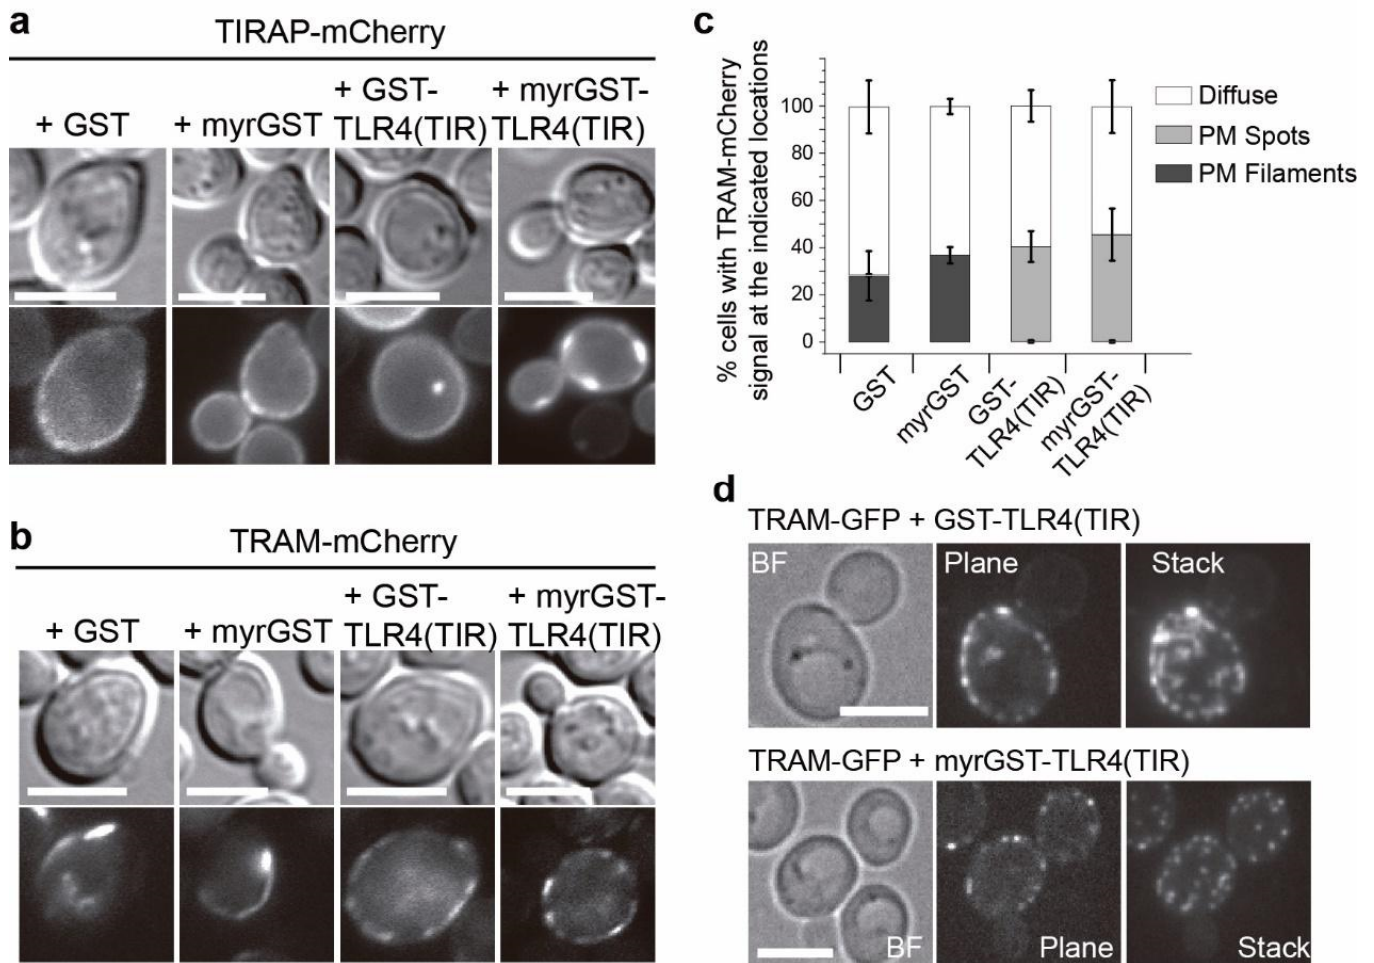 a
TIRAP-mCherry
+ GST
+ myrGST
+ GST-
TLR4(TIR)
+ myrGST-
TLR4(TIR)
b
TRAM-mCherry
+ GST
+ myrGST
+ GST-
TLR4(TIR)
+ myrGST-
TLR4(TIR)
c
% cells with TRAM-mCherry
signal at the indicated locations
100
80
60
40
20
0
GST
myrGST
GST-
TLR4(TIR)
myrGST-
TLR4(TIR)
Diffuse
PM Spots
PM Filaments
d
TRAM-GFP + GST-TLR4(TIR)
BF
Plane
Stack
TRAM-GFP + myrGST-TLR4(TIR)
BF
Plane
Stack